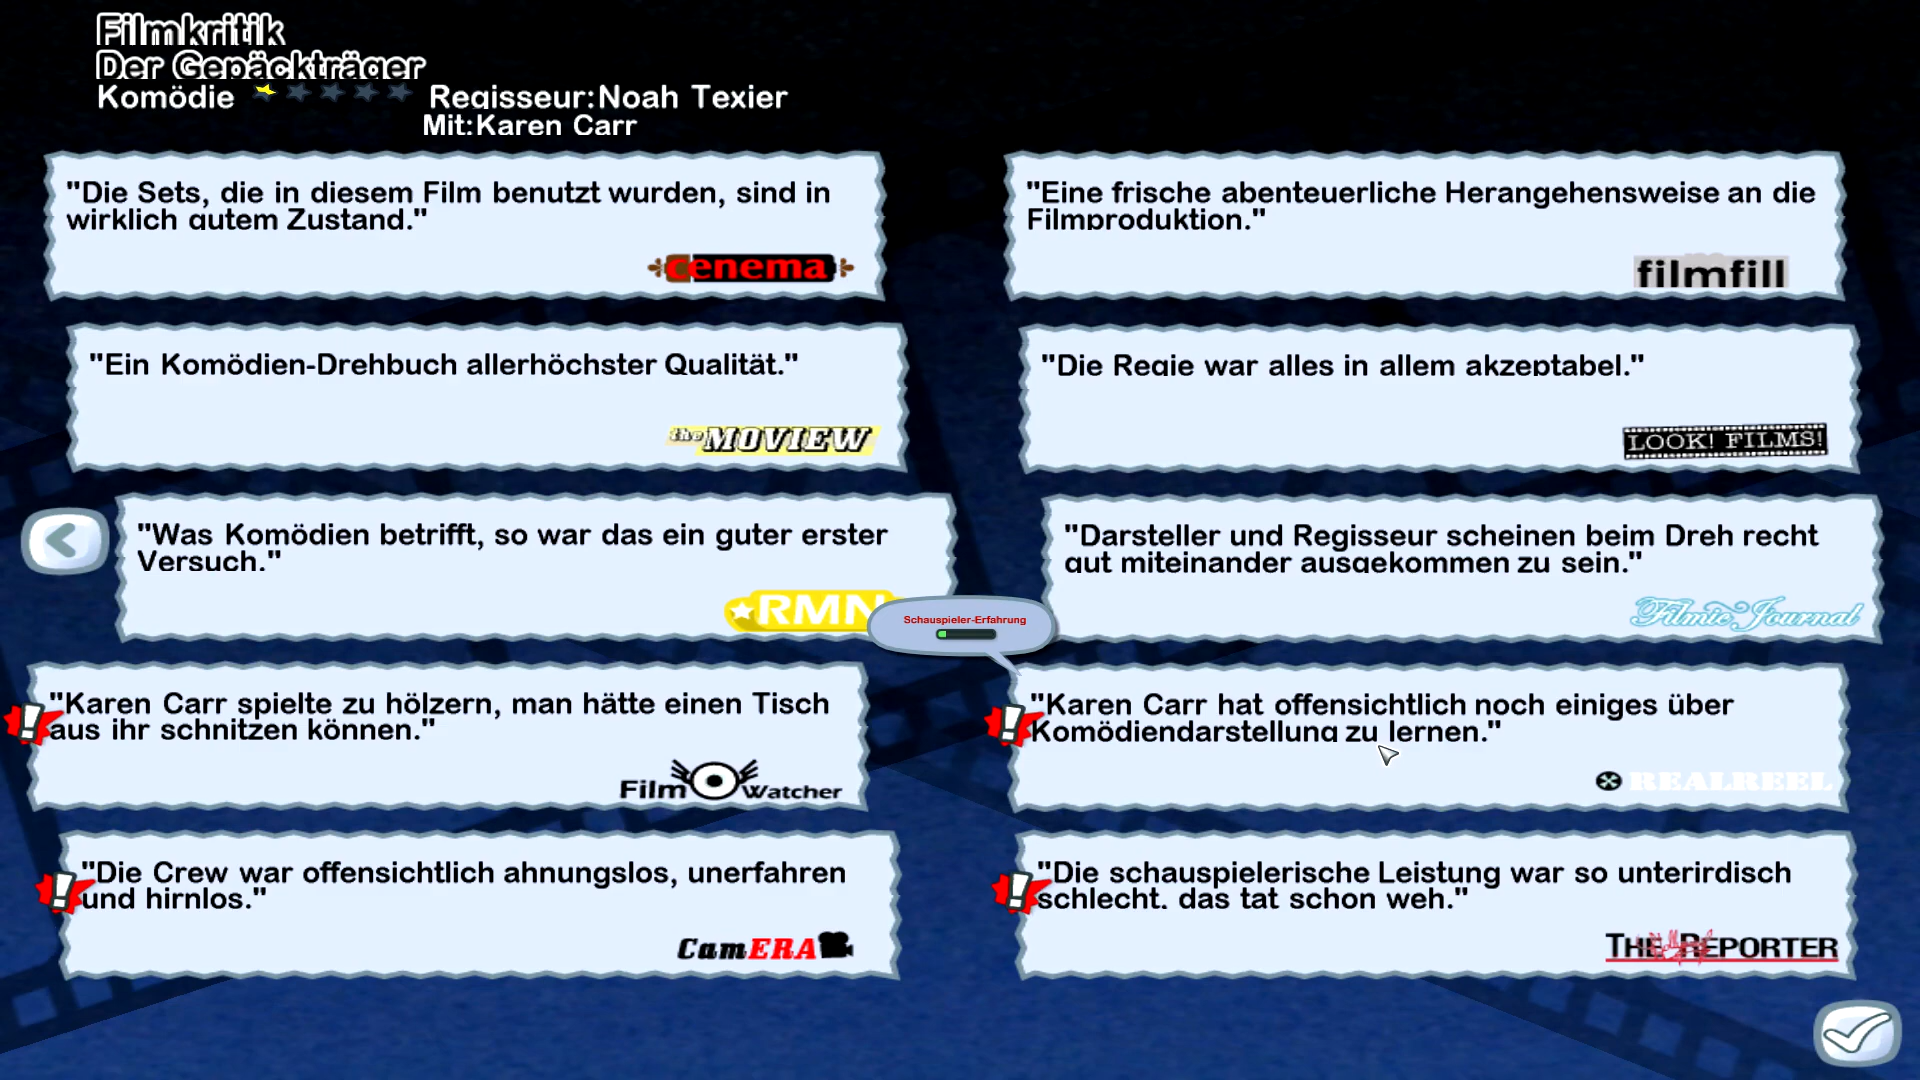 Filmkritik
Der Gepäckträger
Komödie Regisseur:Noah Texier
Mit:Karen Carr
"Die Sets, die in diesem Film benutzt wurden, sind in
wirklich gutem Zustand."
cenema
"Eine frische abenteuerliche Herangehensweise an die
Filmproduktion."
filmfill
"Ein Komödien-Drehbuch allerhöchster Qualität."
the MOVIEW
"Die Regie war alles in allem akzeptabel."
LOOK! FILMS!
"Was Komödien betrifft, so war das ein guter erster
Versuch."
RMN
"Darsteller und Regisseur scheinen beim Dreh recht
gut miteinander ausgekommen zu sein."
Filmie Journal
Schauspieler-Erfahrung
"Karen Carr spielte zu hölzern, man hätte einen Tisch
aus ihr schnitzen können."
Film Watcher
"Karen Carr hat offensichtlich noch einiges über
Komödiendarstellung zu lernen."
REALREEL
"Die Crew war offensichtlich ahnungslos, unerfahren
und hirnlos."
CamERA
"Die schauspielerische Leistung war so unterirdisch
schlecht, das tat schon weh."
THE REPORTER